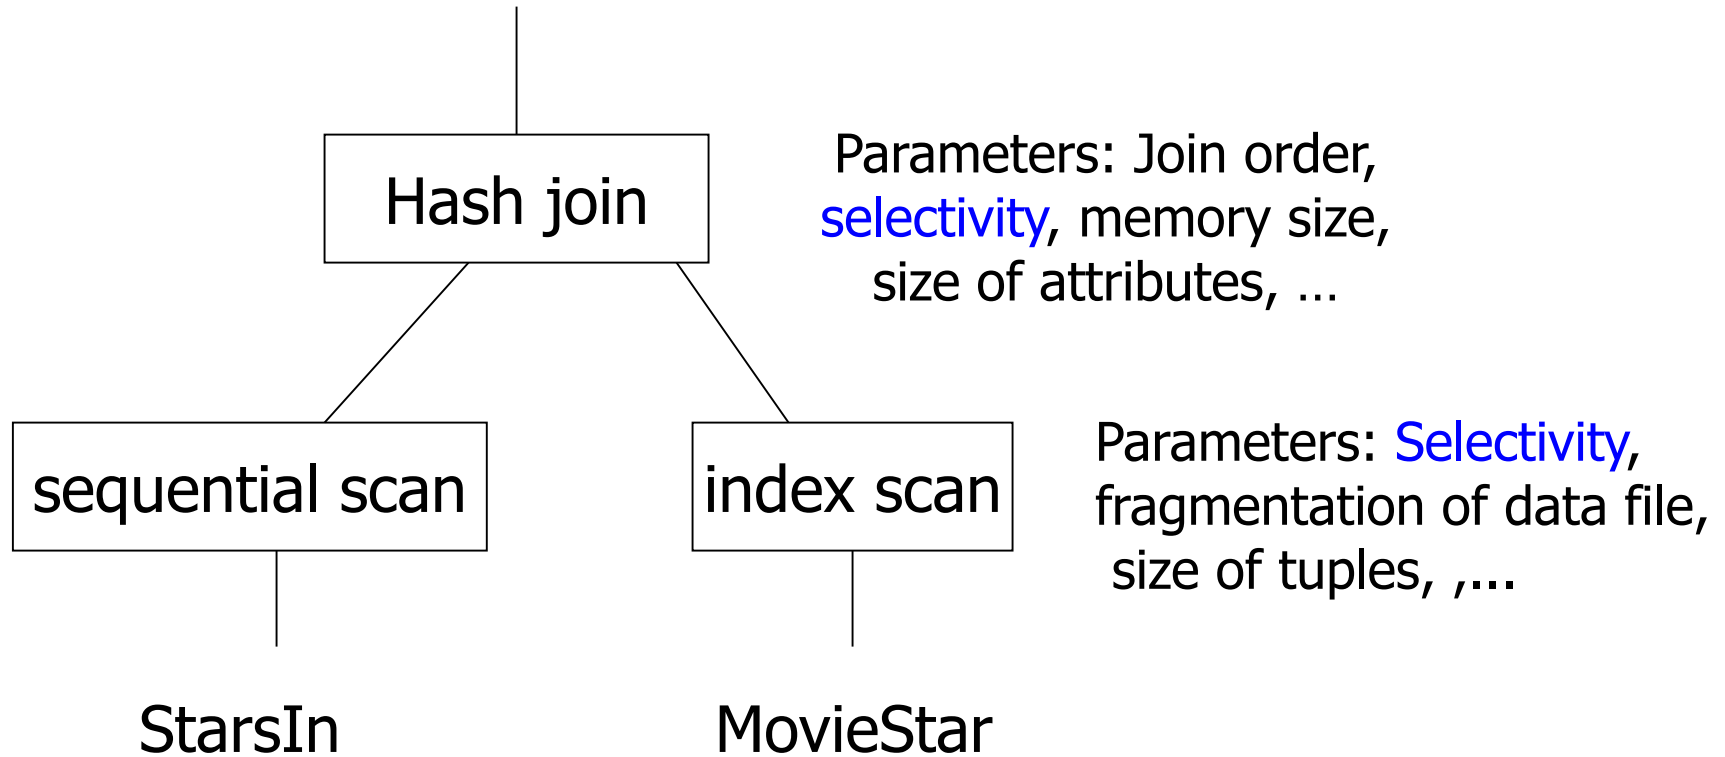 Hash join
Parameters: Join order,
selectivity, memory size,
size of attributes, ...
sequential scan
index scan
Parameters: Selectivity,
fragmentation of data file,
size of tuples, ,...
StarsIn
MovieStar